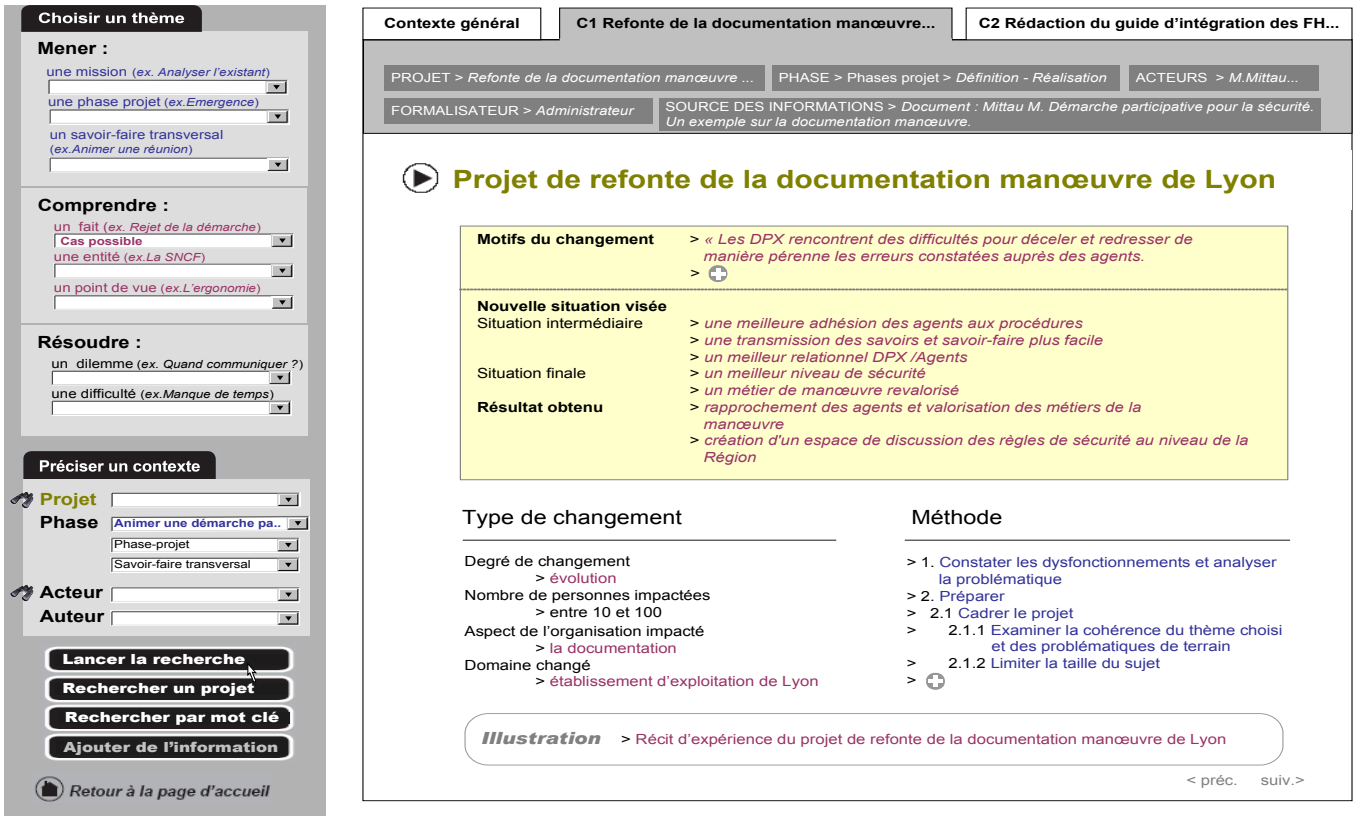 Choisir un thème
Mener :
une mission (ex. Analyser l'existant)
une phase projet (ex.Emergence)
un savoir-faire transversal
(ex.Animer une réunion)
Comprendre :
un fait (ex. Rejet de la démarche)
Cas possible
une entité (ex.La SNCF)
un point de vue (ex.L'ergonomie)
Résoudre :
un dilemme (ex. Quand communiquer ?)
une difficulté (ex.Manque de temps)
Préciser un contexte
Projet
Phase Animer une démarche pa..
Phase-projet
Savoir-faire transversal
Acteur
Auteur
Lancer la recherche
Rechercher un projet
Rechercher par mot clé
Ajouter de l'information
Retour à la page d'accueil
Contexte général
C1 Refonte de la documentation manœuvre...
C2 Rédaction du guide d'intégration des FH...
PROJET > Refonte de la documentation manœuvre ...
PHASE > Phases projet > Définition - Réalisation
ACTEURS > M.Mittau...
FORMALISATEUR > Administrateur
SOURCE DES INFORMATIONS > Document : Mittau M. Démarche participative pour la sécurité.
Un exemple sur la documentation manœuvre.
Projet de refonte de la documentation manœuvre de Lyon
Motifs du changement > « Les DPX rencontrent des difficultés pour déceler et redresser de
manière pérenne les erreurs constatées auprès des agents.
>
Nouvelle situation visée
Situation intermédiaire > une meilleure adhésion des agents aux procédures
> une transmission des savoirs et savoir-faire plus facile
> un meilleur relationnel DPX /Agents
Situation finale > un meilleur niveau de sécurité
> un métier de manœuvre revalorisé
Résultat obtenu > rapprochement des agents et valorisation des métiers de la
manœuvre
> création d'un espace de discussion des règles de sécurité au niveau de la
Région
Type de changement
Degré de changement
> évolution
Nombre de personnes impactées
> entre 10 et 100
Aspect de l'organisation impacté
> la documentation
Domaine changé
> établissement d'exploitation de Lyon
Méthode
> 1. Constater les dysfonctionnements et analyser
la problématique
> 2. Préparer
> 2.1 Cadrer le projet
> 2.1.1 Examiner la cohérence du thème choisi
et des problématiques de terrain
> 2.1.2 Limiter la taille du sujet
>
Illustration > Récit d'expérience du projet de refonte de la documentation manœuvre de Lyon
< préc. suiv.>